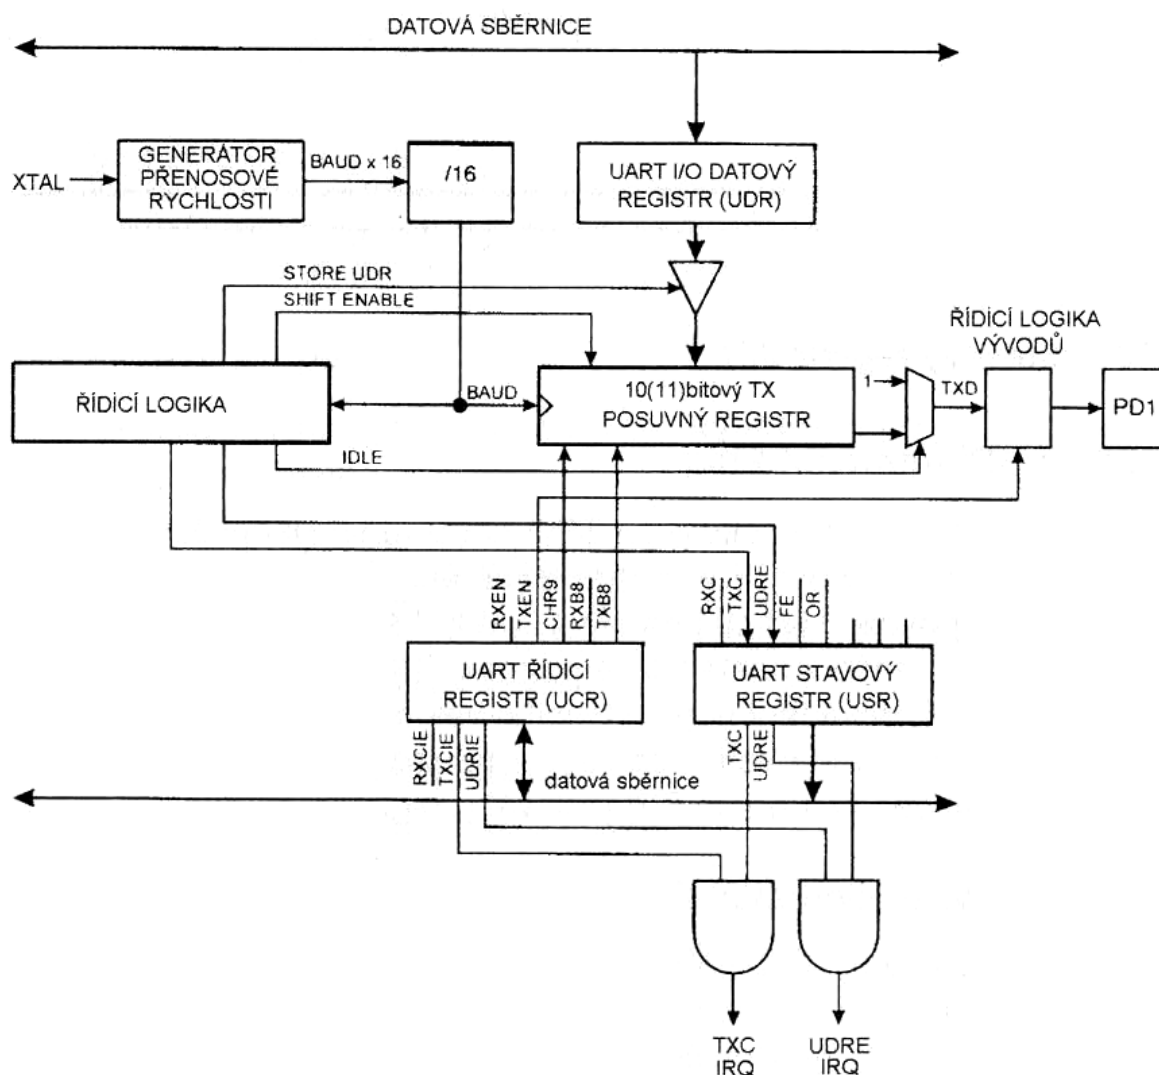 DATOVÁ SBĚRNICE
XTAL
GENERÁTOR
PŘENOSOVÉ
RYCHLOSTI
BAUD x 16
/16
UART I/O DATOVÝ
REGISTR (UDR)
STORE UDR
SHIFT ENABLE
ŘÍDICÍ LOGIKA
VÝVODŮ
ŘÍDICÍ LOGIKA
BAUD
10(11)bitový TX
POSUVNÝ REGISTR
1
TXD
PD1
IDLE
RXEN
TXEN
CHR9
RXB8
TXB8
RXC
TXC
UDRE
FE
OR
UART ŘÍDICÍ
REGISTR (UCR)
UART STAVOVÝ
REGISTR (USR)
RXCIE
TXCIE
UDRIE
TXC
UDRE
datová sběrnice
TXC
IRQ
UDRE
IRQ